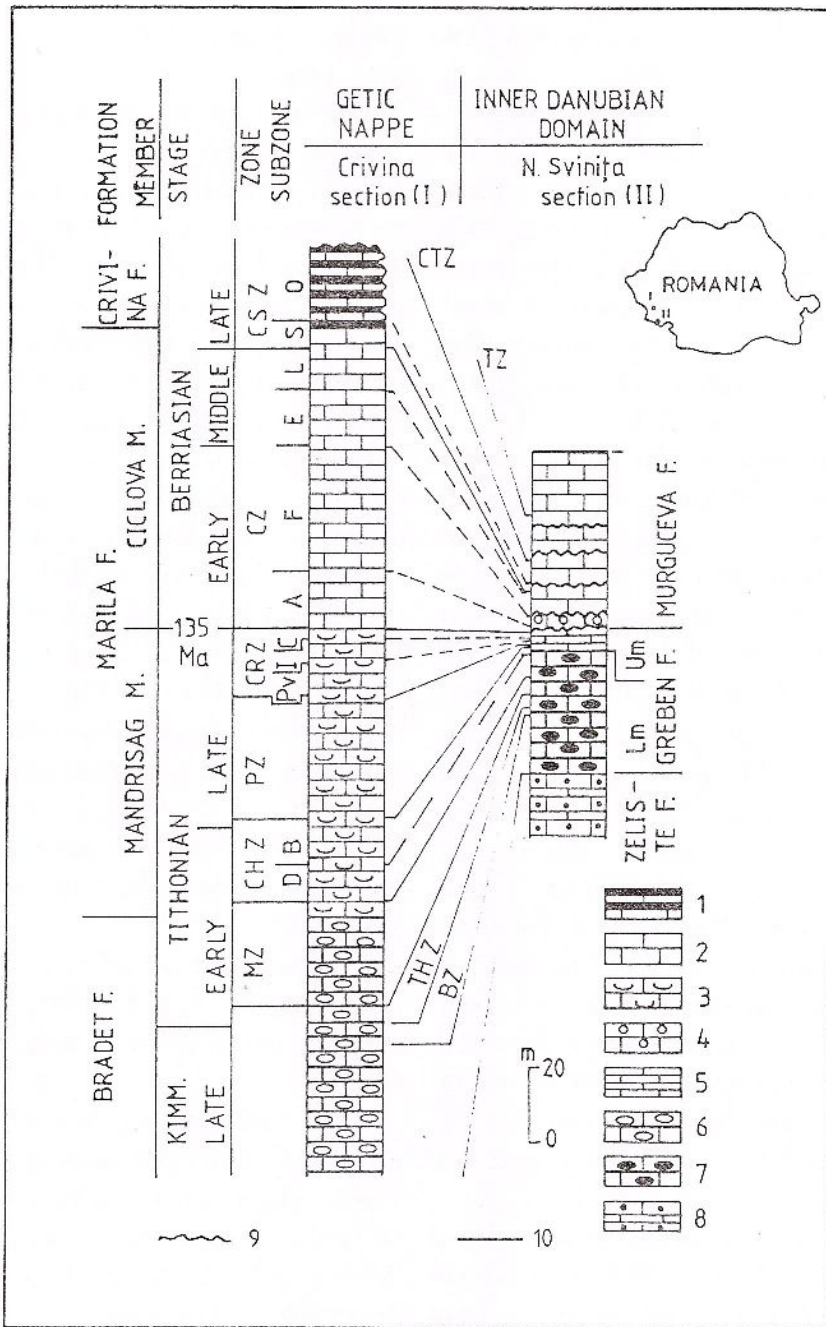 FORMATION
MEMBER
STAGE
ZONE
SUBZONE
GETIC
NAPPE
INNER DANUBIAN
DOMAIN
Crivina
section (I)
N. Svinița
section (II)
CRIVI-
NA F.
MARILA F.
CICLOVA M.
MANDRISAG M.
BRADET F.
BERRIASIAN
LATE
MIDDLE
EARLY
135
Ma
TITHONIAN
LATE
EARLY
KIMM.
LATE
CS Z
O
S
CZ
L
E
F
A
CRZ
C
I
Pv
PZ
CH Z
B
D
MZ
CTZ
TZ
TH Z
BZ
ROMANIA
I
II
MURGUCEVA F.
Um
Lm
GREBEN F.
ZELIS-
TE F.
m
20
0
1
2
3
4
5
6
7
8
9
10